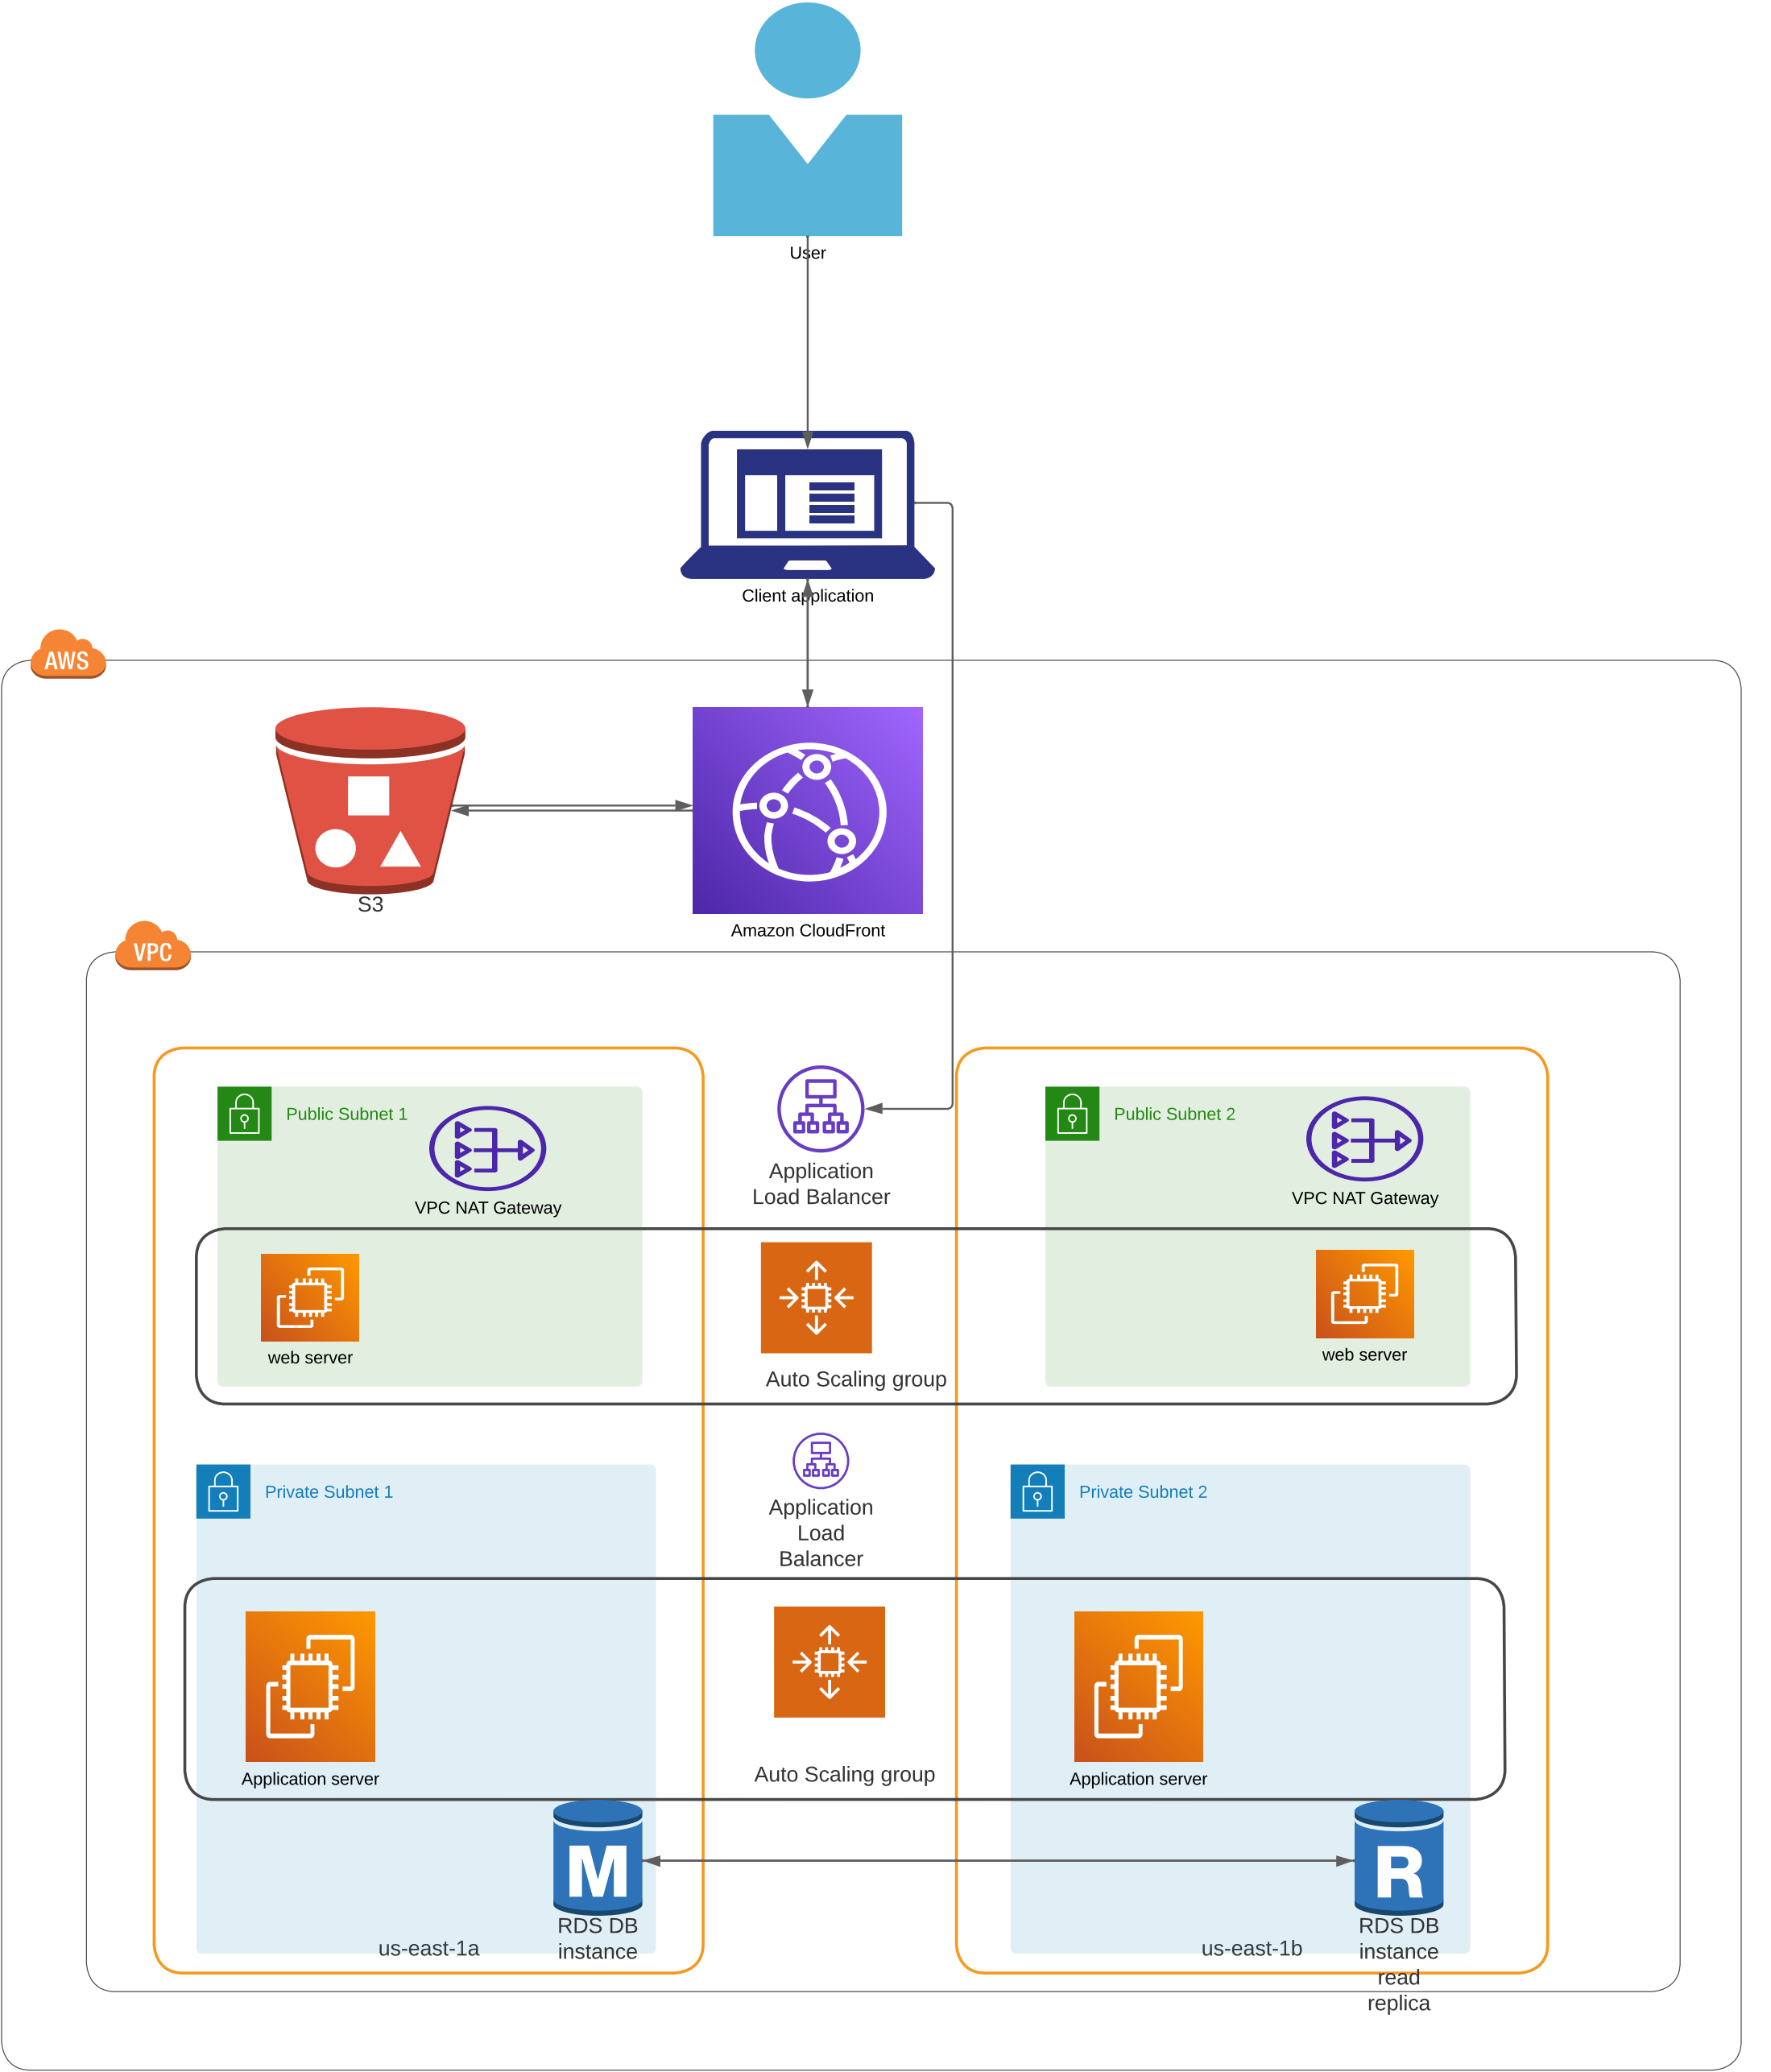 User
Client application
AWS
S3
Amazon CloudFront
VPC
Public Subnet 1
VPC NAT Gateway
Application
Load Balancer
Public Subnet 2
VPC NAT Gateway
web server
Auto Scaling group
web server
Private Subnet 1
Application
Load
Balancer
Private Subnet 2
Application server
Auto Scaling group
Application server
M
RDS DB
instance
us-east-1a
R
RDS DB
instance
read
replica
us-east-1b